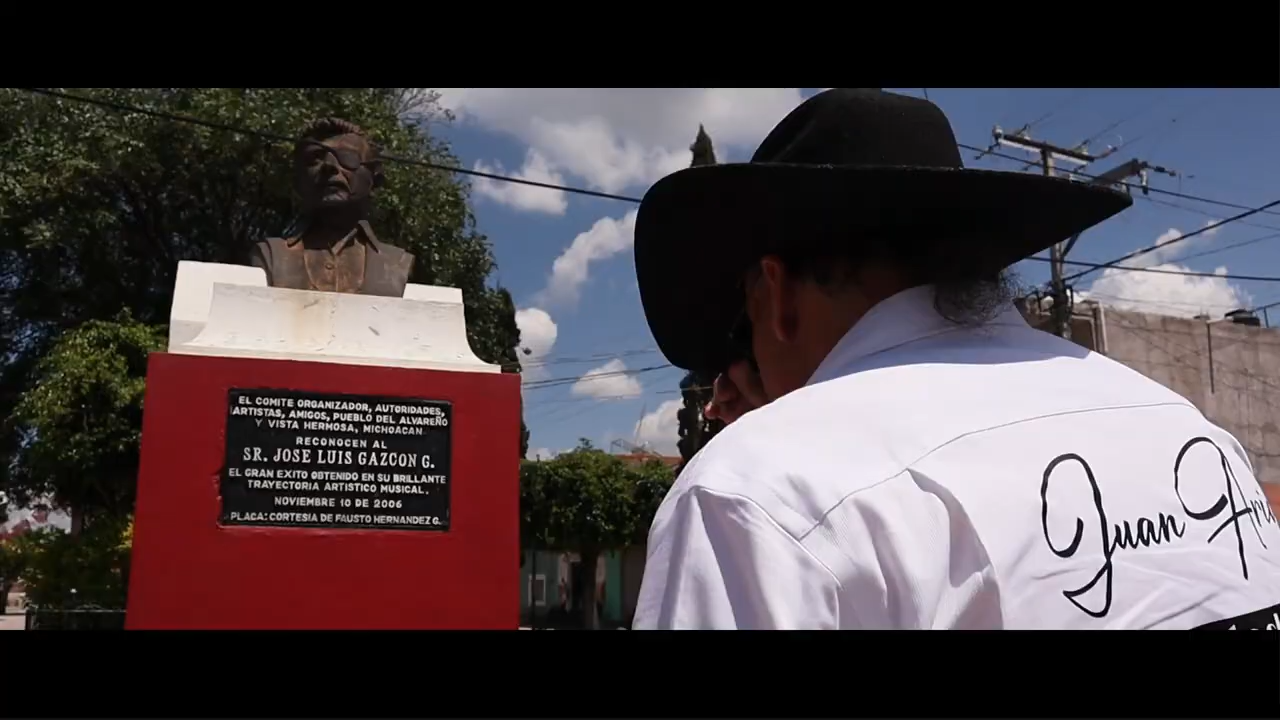 EL COMITE ORGANIZADOR, AUTORIDADES,
ARTISTAS, AMIGOS, PUEBLO DEL ALVAREÑO
Y VISTA HERMOSA, MICHOACAN
RECONOCEN AL
SR. JOSE LUIS GAZCON G.
EL GRAN EXITO OBTENIDO EN SU BRILLANTE
TRAYECTORIA ARTISTICO MUSICAL.
NOVIEMBRE 10 DE 2006
PLACA: CORTESIA DE FAUSTO HERNANDEZ G.
Juan